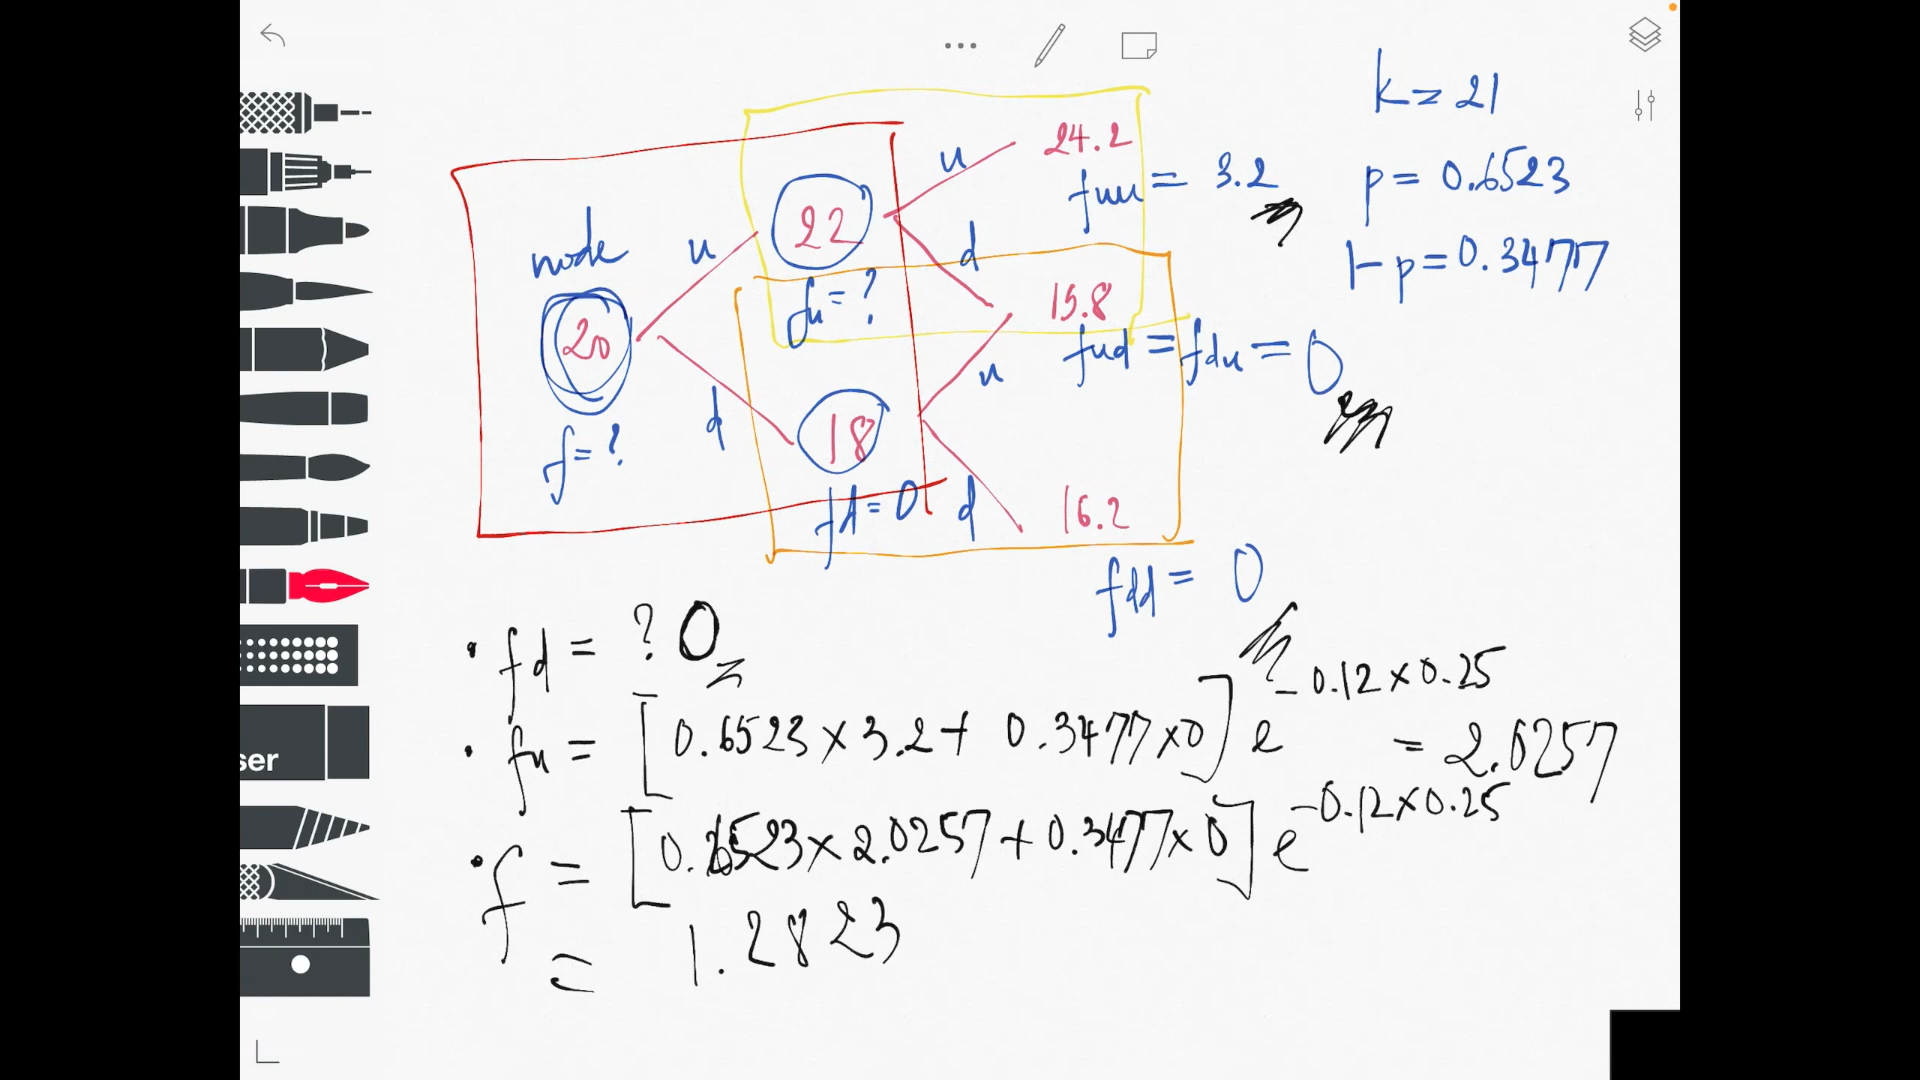 k = 21
24.2
u
22
fuu = 3.2
p = 0.6523
node
u
d
1-p = 0.3477
20
fu = ?
15.8
fud = fdu = 0
u
f = ?
d
18
fd = 0
d
16.2
fdd = 0
• fd = ? 0
• fu = [0.6523 x 3.2 + 0.3477 x 0] e -0.12 x 0.25 = 2.0257
• f = [0.6523 x 2.0257 + 0.3477 x 0] e -0.12 x 0.25
= 1.2823
ser